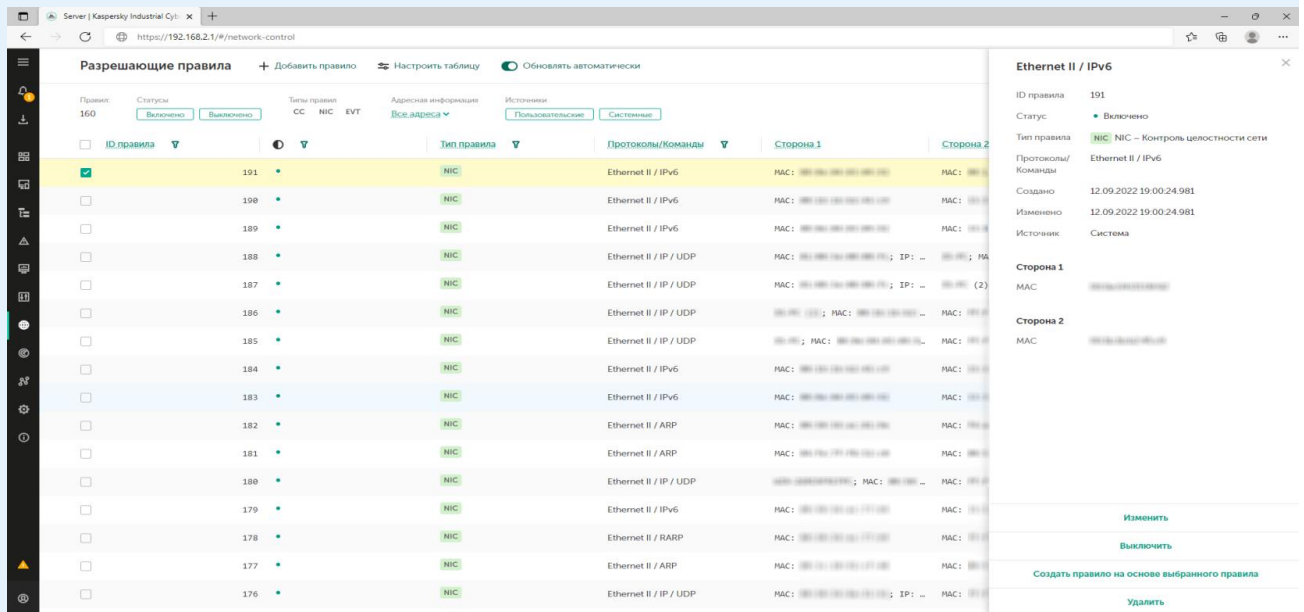 Server | Kaspersky Industrial Cyb
https://192.168.2.1/#/network-control
Разрешающие правила
+ Добавить правило
Настроить таблицу
Обновлять автоматически
Правил: 160
Статусы
Включено Выключено
Типы правил
CC NIC EVT
Адресная информация
Все адреса
Источники
Пользовательские Системные
ID правила Тип правила Протоколы/Команды Сторона 1 Сторона 2
191 NIC Ethernet II / IPv6 MAC: MAC:
190 NIC Ethernet II / IPv6 MAC: MAC:
189 NIC Ethernet II / IPv6 MAC: MAC:
188 NIC Ethernet II / IP / UDP MAC: ; IP: … ; MA
187 NIC Ethernet II / IP / UDP MAC: ; IP: … (2)
186 NIC Ethernet II / IP / UDP ; MAC: … MAC:
185 NIC Ethernet II / IP / UDP ; MAC: … MAC:
184 NIC Ethernet II / IPv6 MAC: MAC:
183 NIC Ethernet II / IPv6 MAC: MAC:
182 NIC Ethernet II / ARP MAC: MAC:
181 NIC Ethernet II / ARP MAC: MAC:
180 NIC Ethernet II / IP / UDP ; MAC: … MAC:
179 NIC Ethernet II / IPv6 MAC: MAC:
178 NIC Ethernet II / RARP MAC: MAC:
177 NIC Ethernet II / ARP MAC: MAC:
176 NIC Ethernet II / IP / UDP MAC: ; IP: … MAC:
Ethernet II / IPv6
ID правила 191
Статус Включено
Тип правила NIC NIC – Контроль целостности сети
Протоколы/Команды Ethernet II / IPv6
Создано 12.09.2022 19:00:24.981
Изменено 12.09.2022 19:00:24.981
Источник Система
Сторона 1
MAC
Сторона 2
MAC
Изменить
Выключить
Создать правило на основе выбранного правила
Удалить